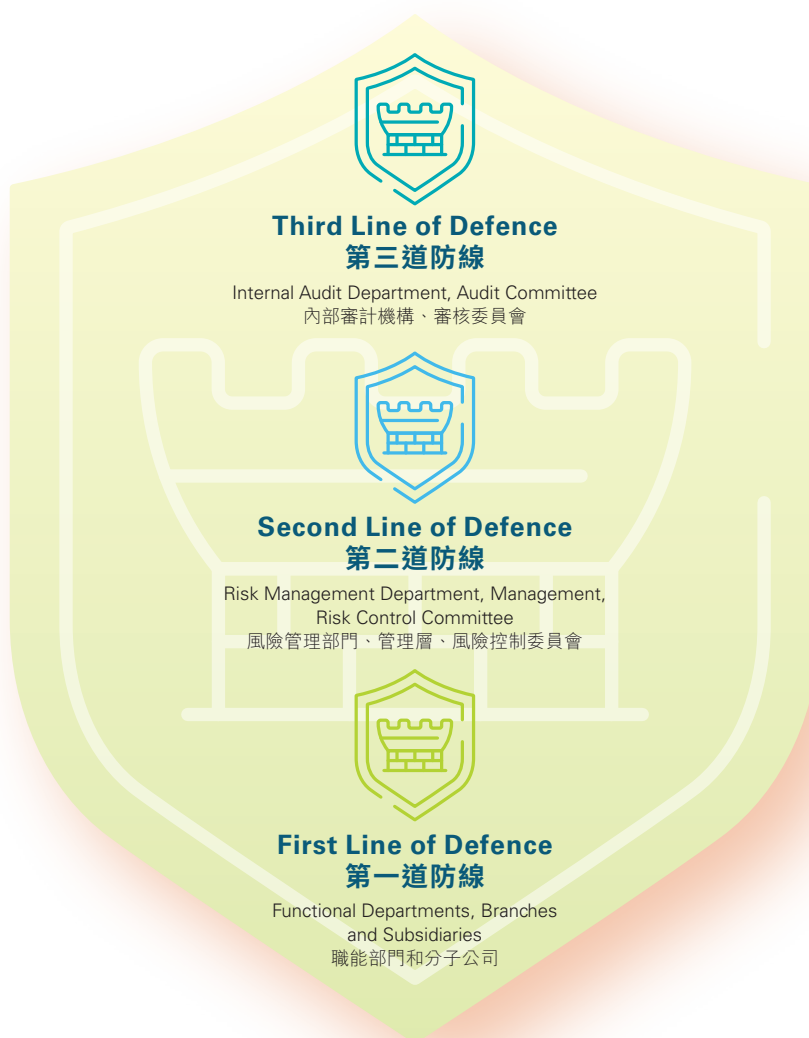 Third Line of Defence
第三道防線
Internal Audit Department, Audit Committee
內部審計機構、審核委員會
Second Line of Defence
第二道防線
Risk Management Department, Management,
Risk Control Committee
風險管理部門、管理層、風險控制委員會
First Line of Defence
第一道防線
Functional Departments, Branches
and Subsidiaries
職能部門和分子公司